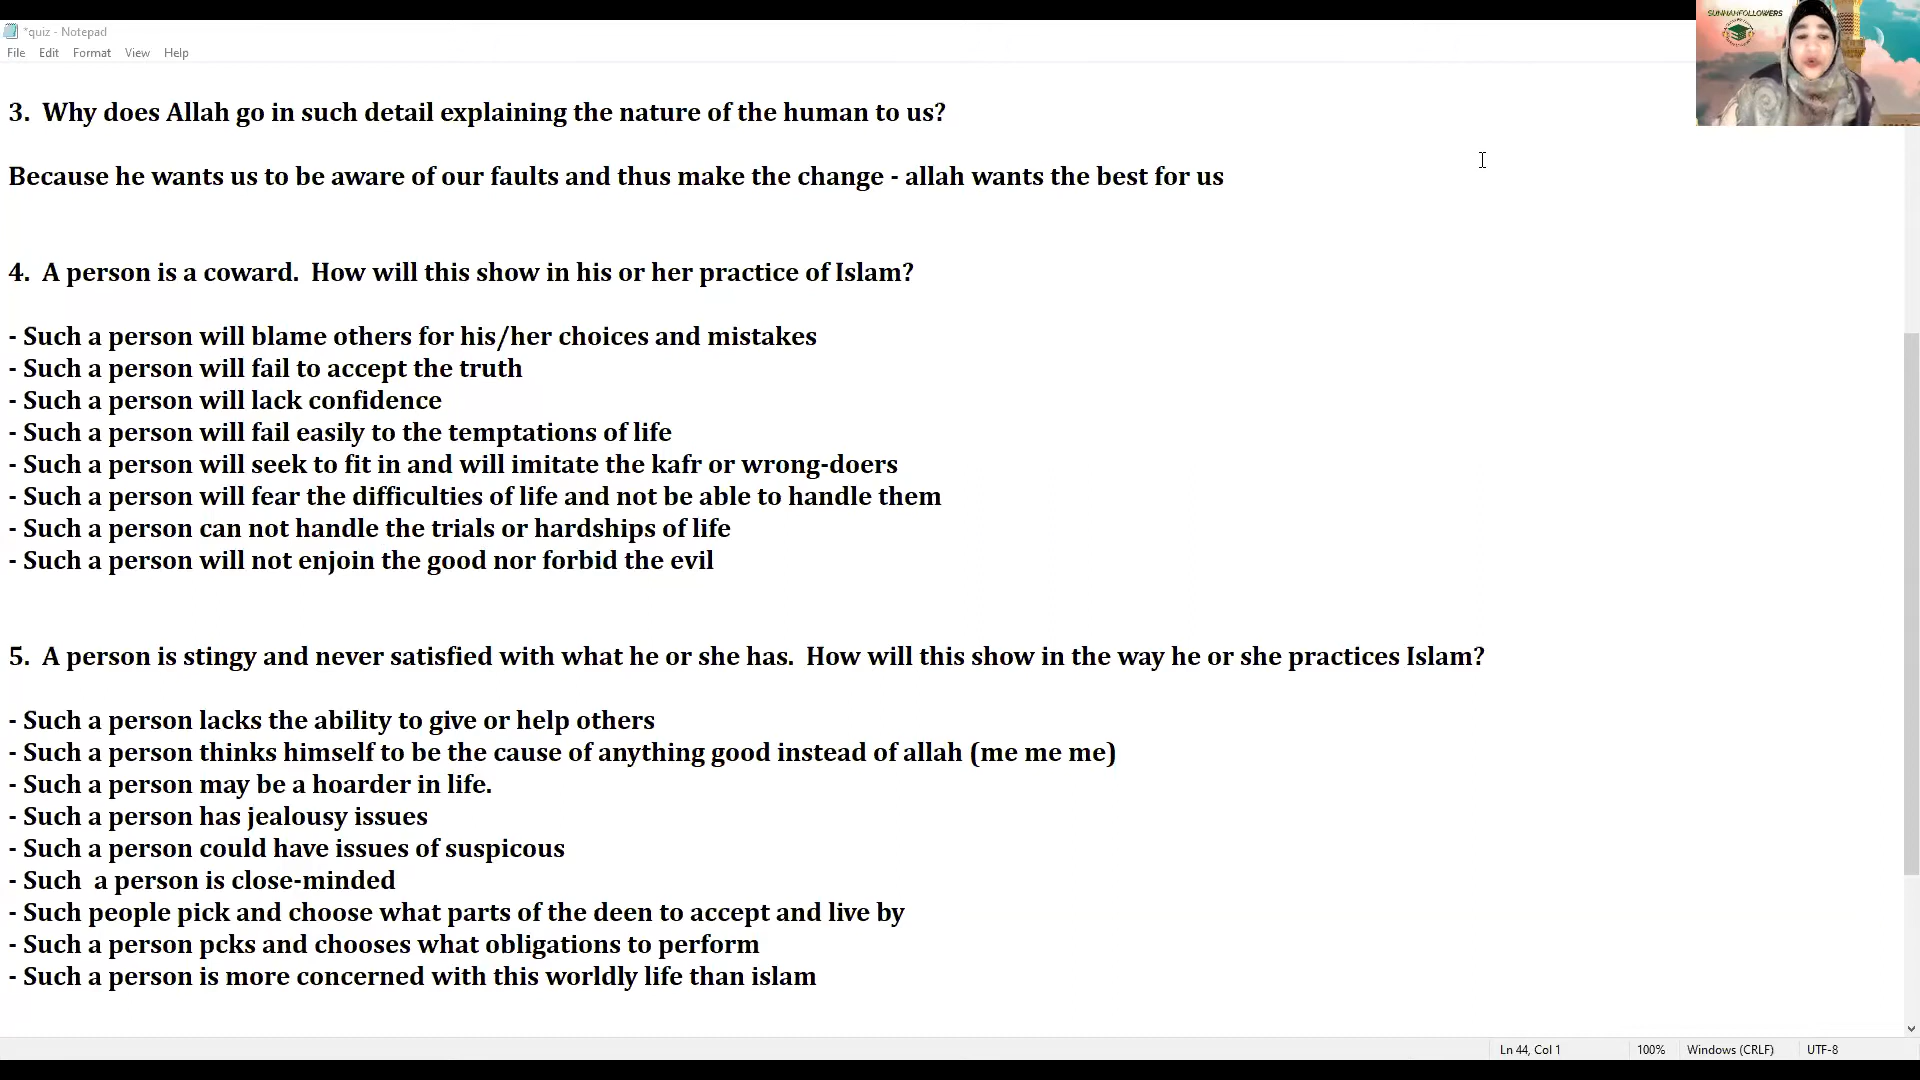 *quiz - Notepad
File Edit Format View Help
SUNNAHFOLLOWERS
3.  Why does Allah go in such detail explaining the nature of the human to us?
Because he wants us to be aware of our faults and thus make the change - allah wants the best for us
4.  A person is a coward.  How will this show in his or her practice of Islam?
- Such a person will blame others for his/her choices and mistakes
- Such a person will fail to accept the truth
- Such a person will lack confidence
- Such a person will fail easily to the temptations of life
- Such a person will seek to fit in and will imitate the kafr or wrong-doers
- Such a person will fear the difficulties of life and not be able to handle them
- Such a person can not handle the trials or hardships of life
- Such a person will not enjoin the good nor forbid the evil
5.  A person is stingy and never satisfied with what he or she has.  How will this show in the way he or she practices Islam?
- Such a person lacks the ability to give or help others
- Such a person thinks himself to be the cause of anything good instead of allah (me me me)
- Such a person may be a hoarder in life.
- Such a person has jealousy issues
- Such a person could have issues of suspicous
- Such  a person is close-minded
- Such people pick and choose what parts of the deen to accept and live by
- Such a person pcks and chooses what obligations to perform
- Such a person is more concerned with this worldly life than islam
Ln 44, Col 1 100% Windows (CRLF) UTF-8